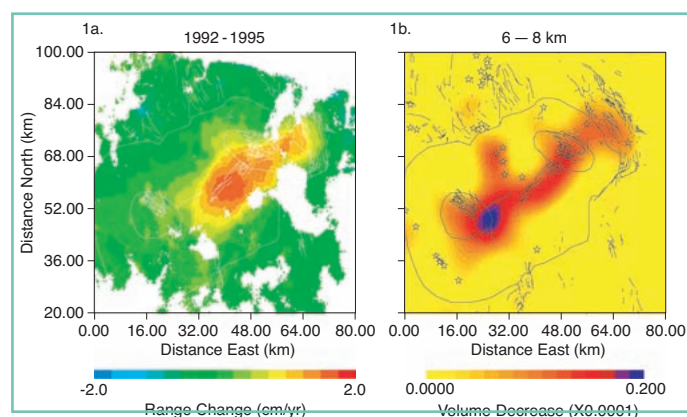 1a.
1992 - 1995
100.00
84.00
68.00
52.00
36.00
20.00
Distance North (km)
0.00 16.00 32.00 48.00 64.00 80.00
Distance East (km)
-2.0 2.0
Range Change (cm/yr)
1b.
6 — 8 km
0.00 16.00 32.00 48.00 64.00 80.00
Distance East (km)
0.0000 0.200
Volume Decrease (X0.0001)